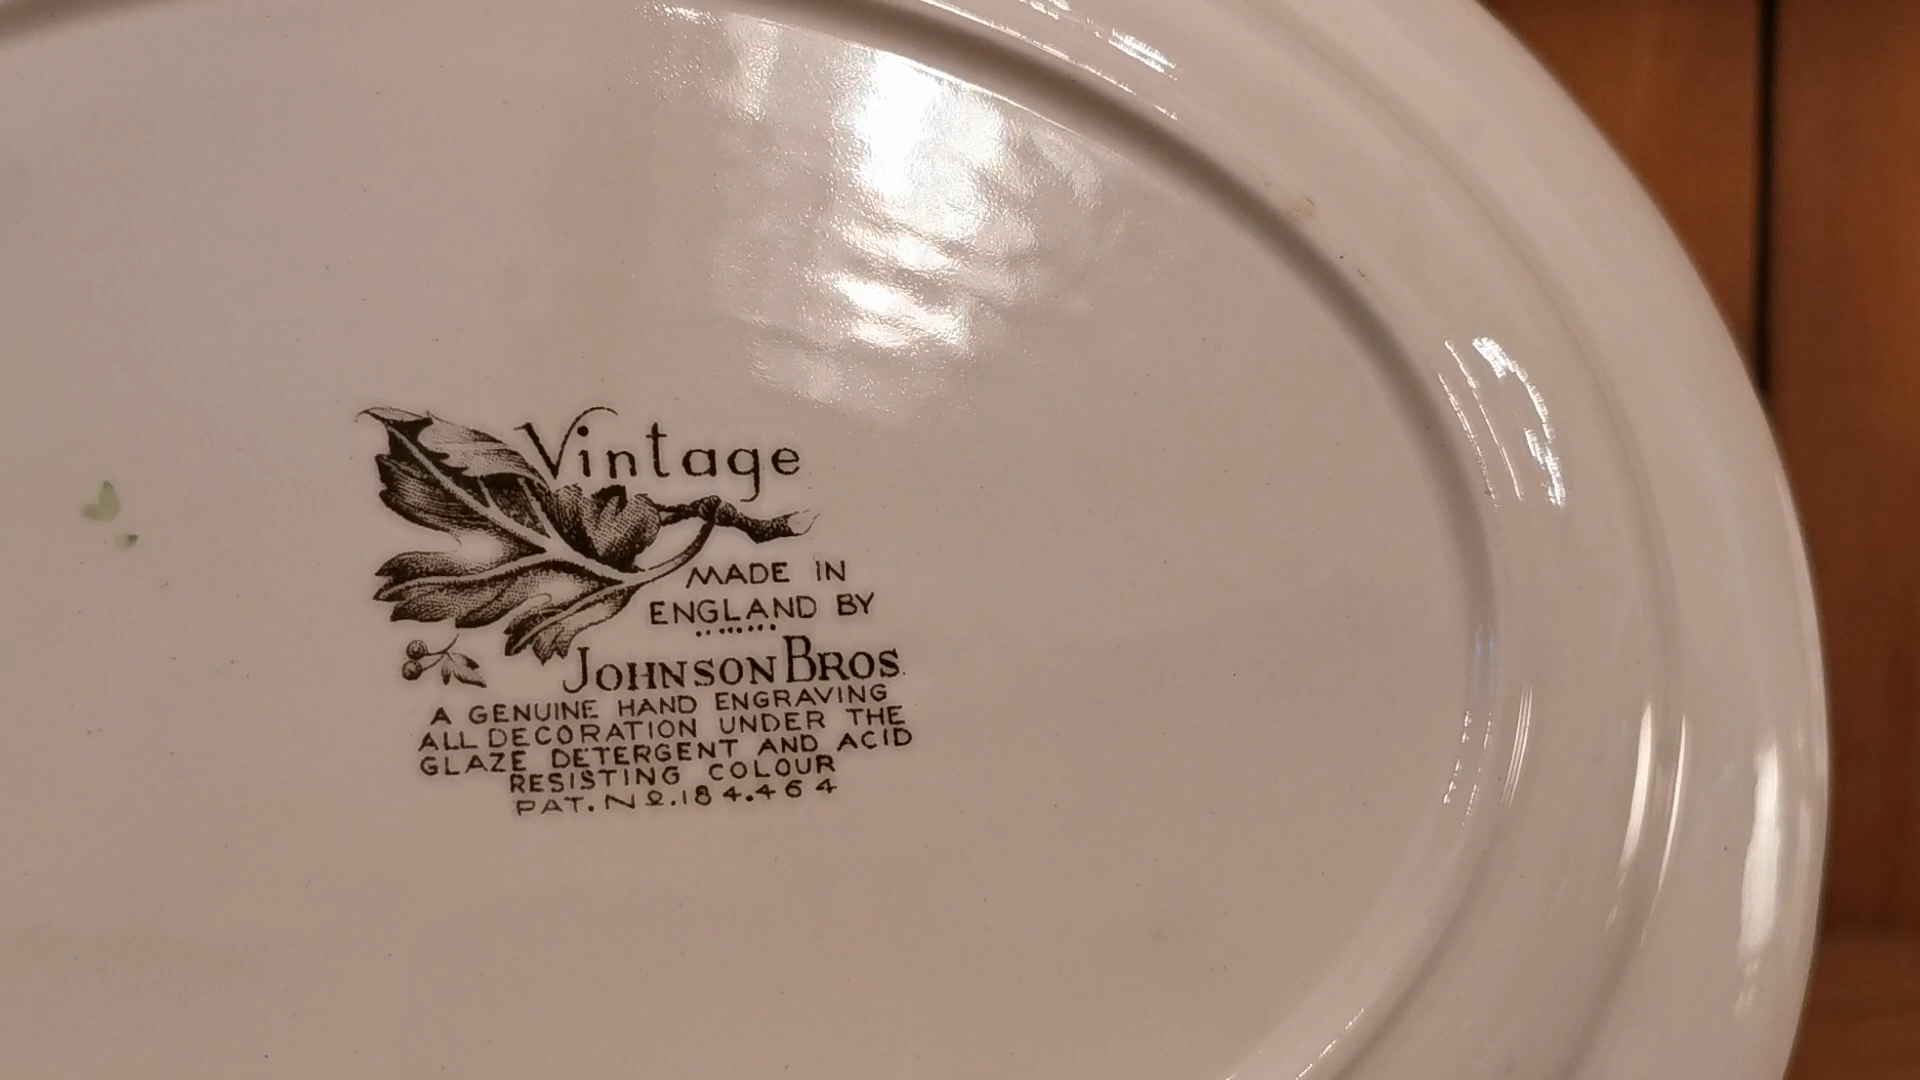 Vintage
MADE IN
ENGLAND BY
JOHNSON BROS.
A GENUINE HAND ENGRAVING
ALL DECORATION UNDER THE
GLAZE DETERGENT AND ACID
RESISTING COLOUR
PAT. No.184.464